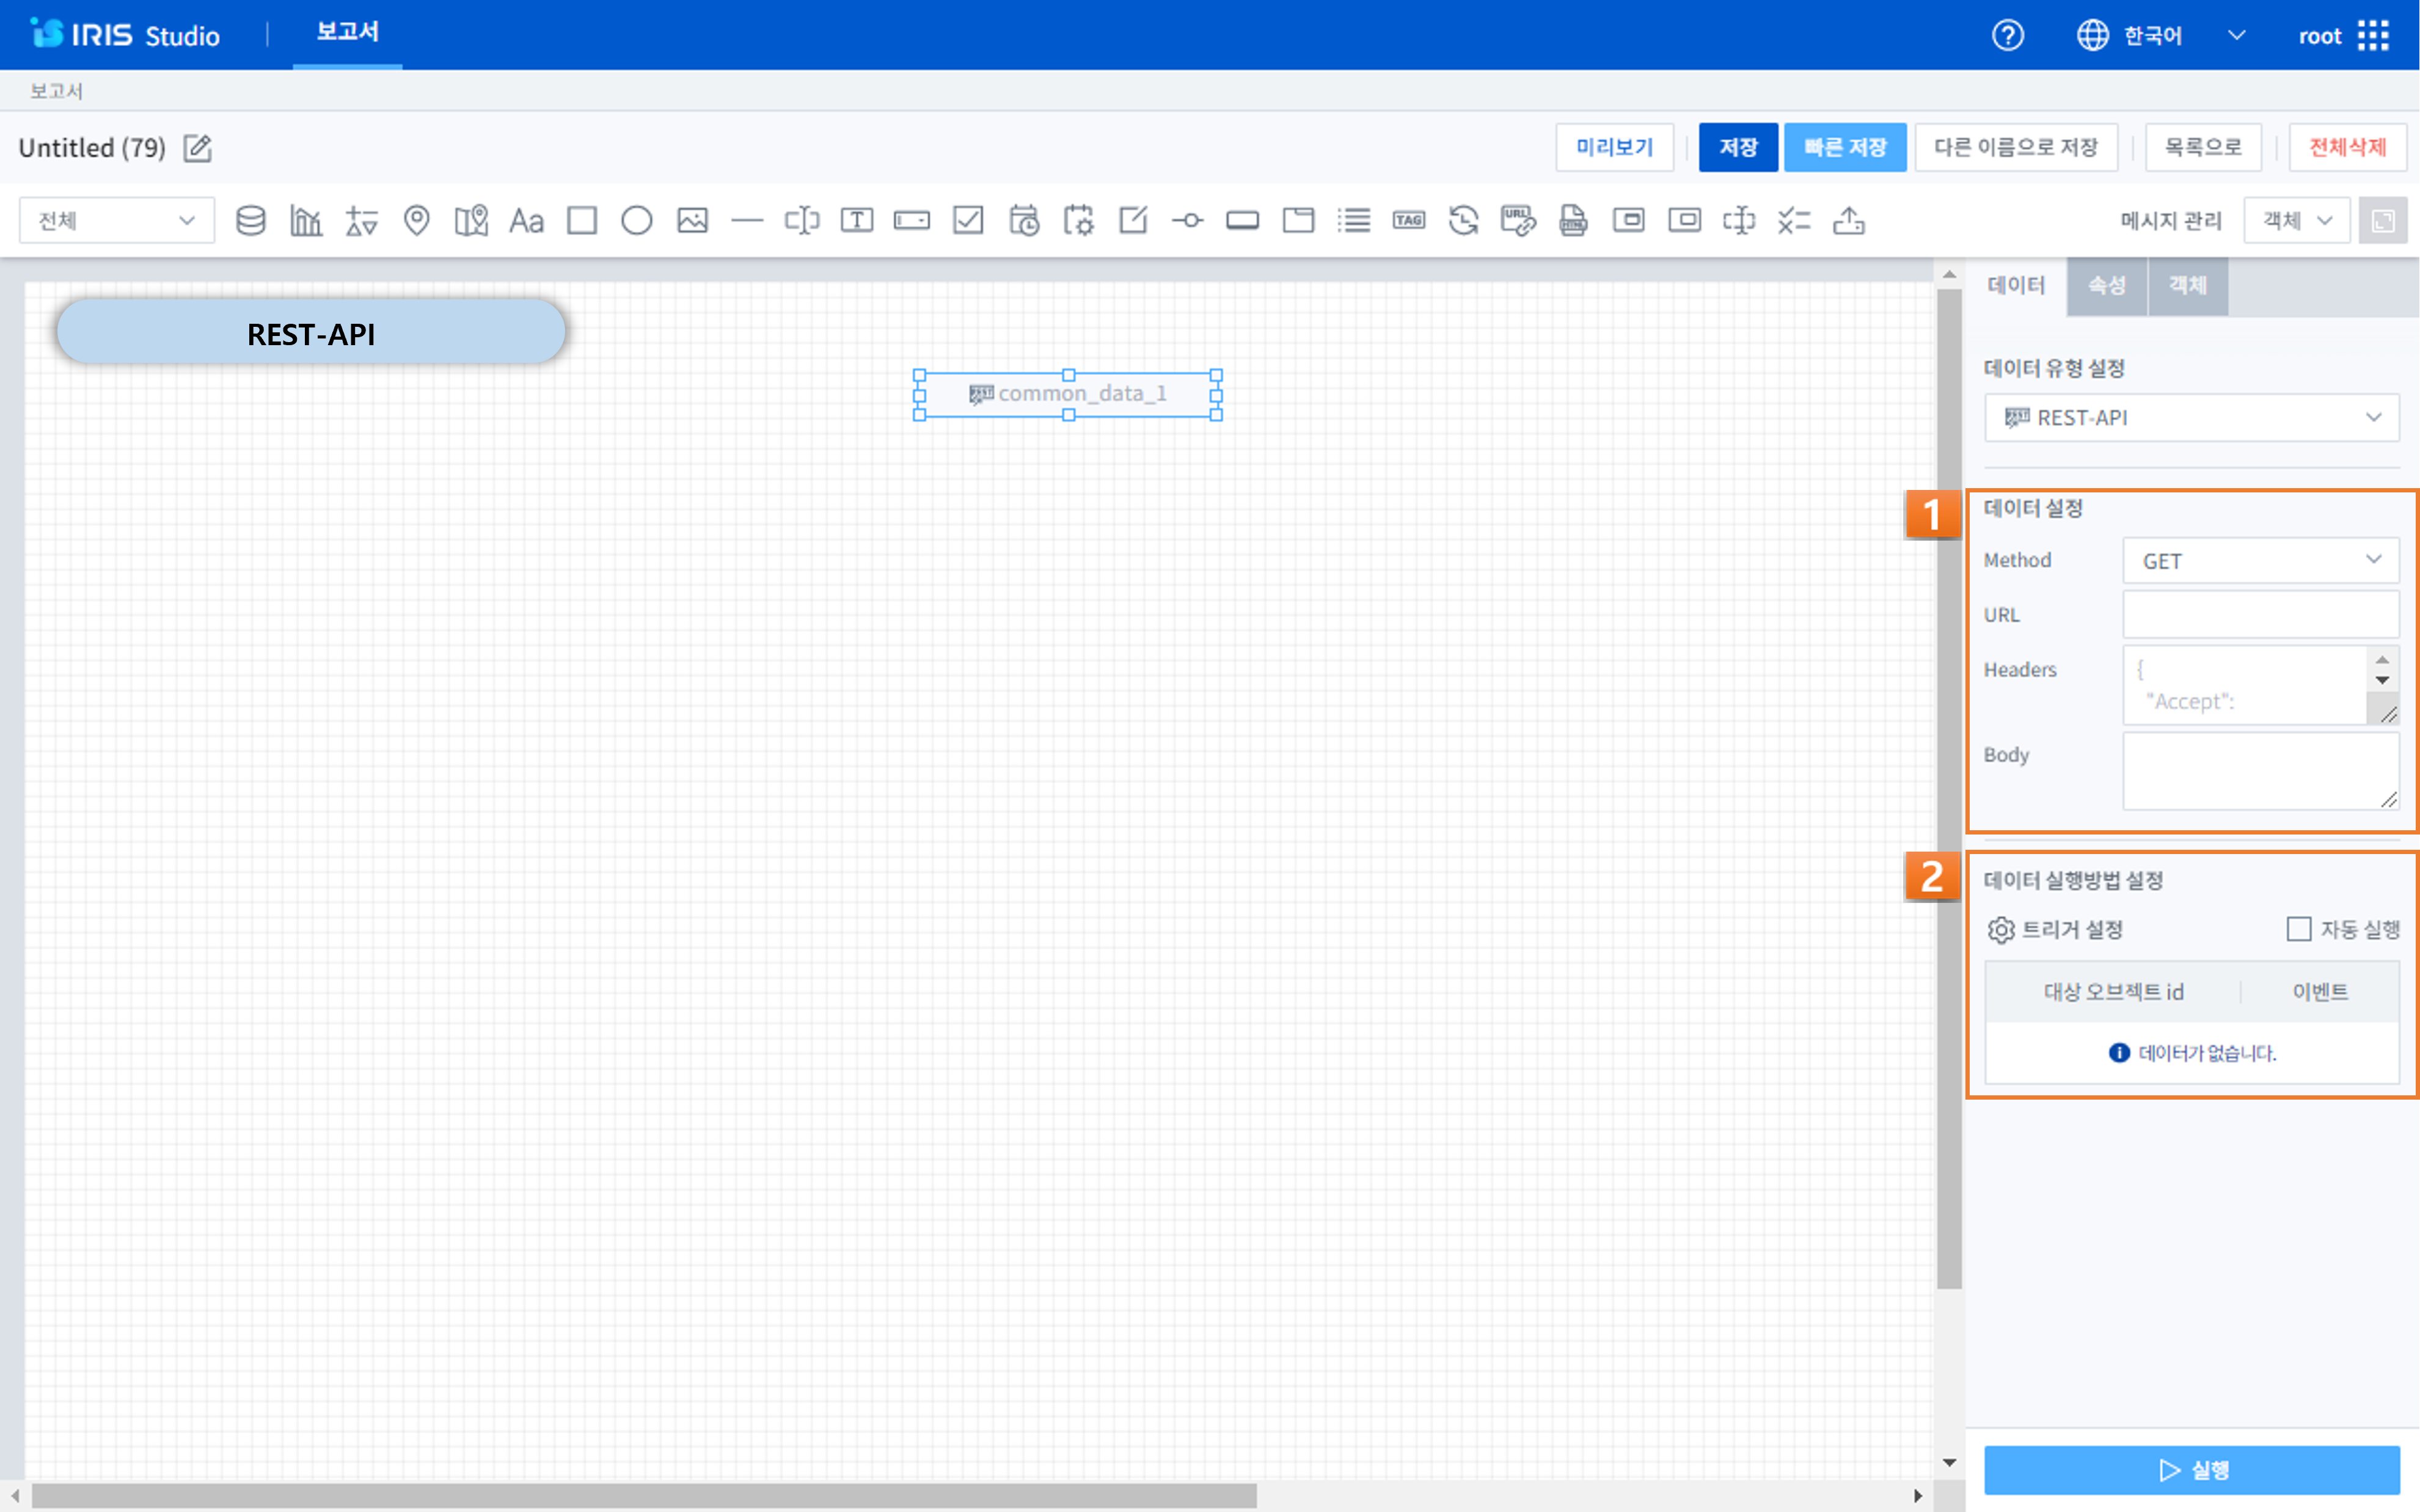 IRIS Studio 보고서 한국어 root
보고서
Untitled (79) 미리보기 저장 빠른 저장 다른 이름으로 저장 목록으로 전체삭제
전체 Aa T TAG URL HTML 메시지 관리 객체
데이터 속성 객체
REST-API
데이터 유형 설정
common_data_1
REST-API
1
데이터 설정
Method GET
URL
Headers {
"Accept":
Body
2
데이터 실행방법 설정
트리거 설정 자동 실행
대상 오브젝트 id 이벤트
데이터가 없습니다.
실행